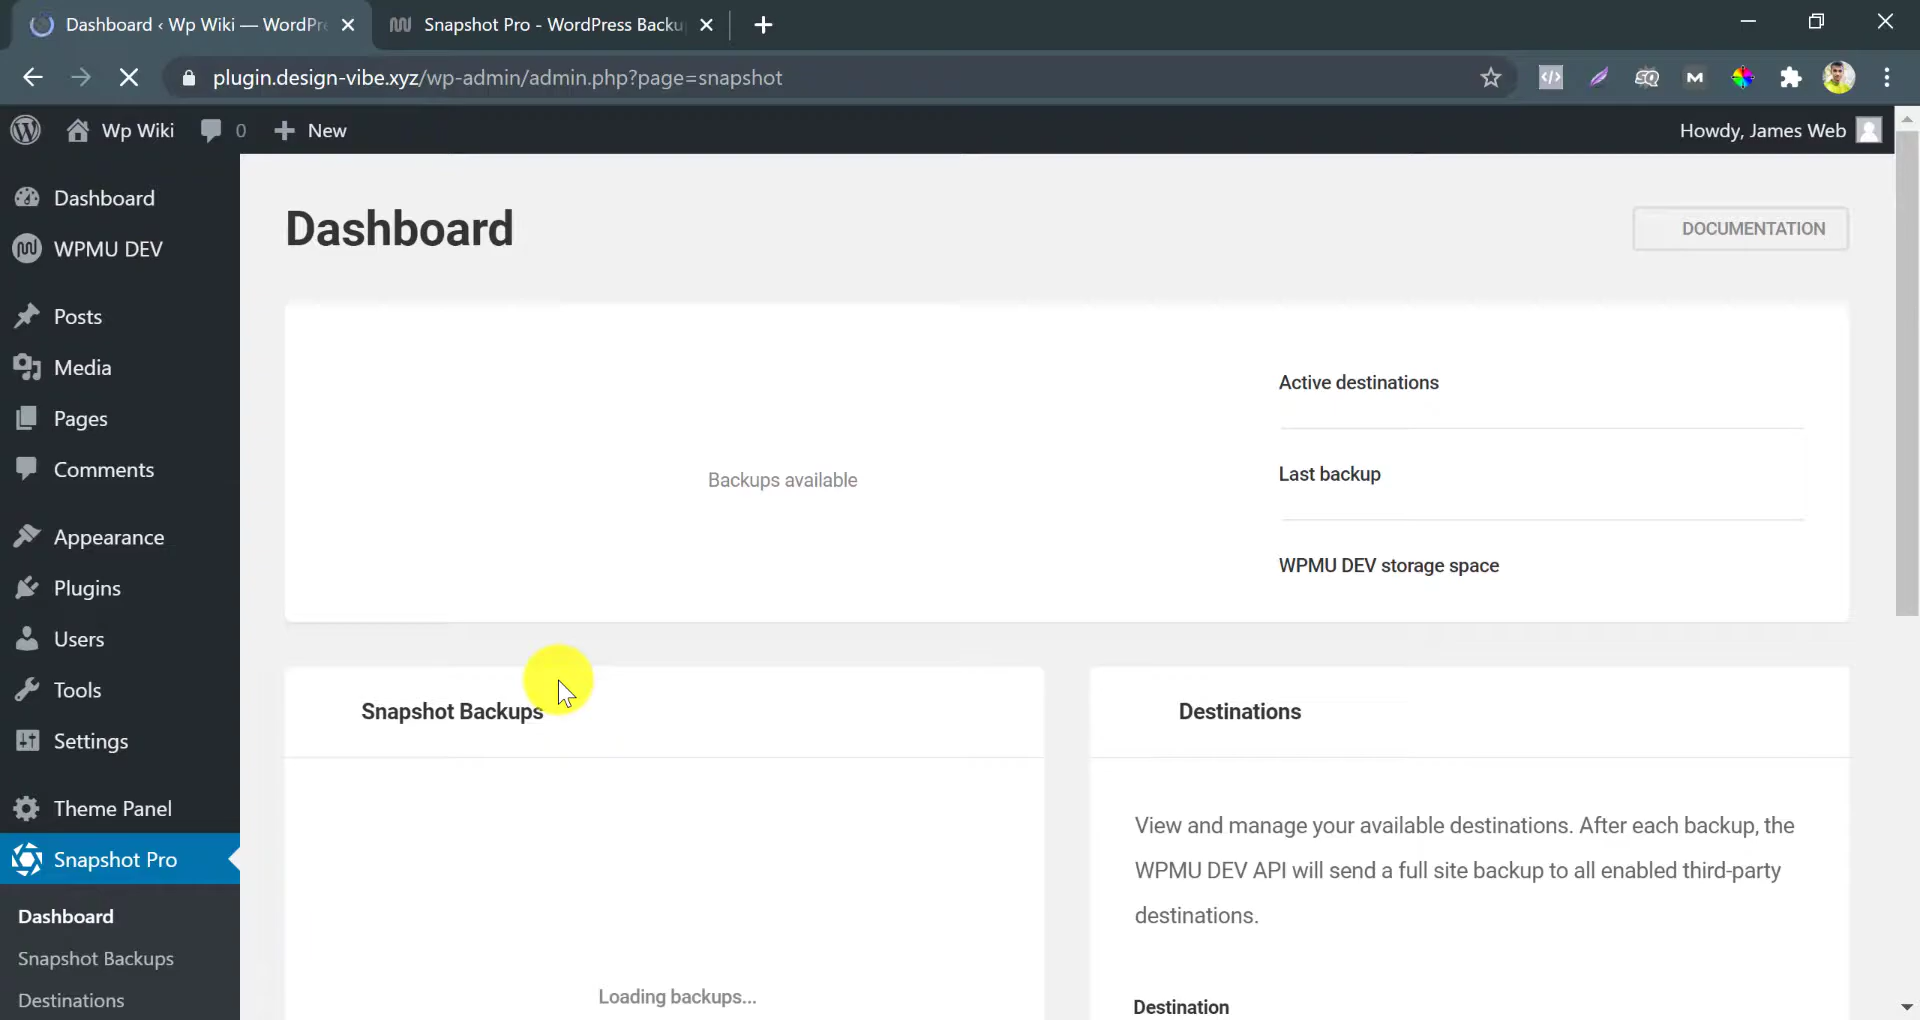 Dashboard ‹ Wp Wiki — WordPr
Snapshot Pro - WordPress Backu
plugin.design-vibe.xyz/wp-admin/admin.php?page=snapshot
Wp Wiki
0
New
Howdy, James Web
Dashboard
WPMU DEV
Posts
Media
Pages
Comments
Appearance
Plugins
Users
Tools
Settings
Theme Panel
Snapshot Pro
Dashboard
Snapshot Backups
Destinations
Dashboard
DOCUMENTATION
Backups available
Active destinations
Last backup
WPMU DEV storage space
Snapshot Backups
Loading backups...
Destinations
View and manage your available destinations. After each backup, the
WPMU DEV API will send a full site backup to all enabled third-party
destinations.
Destination